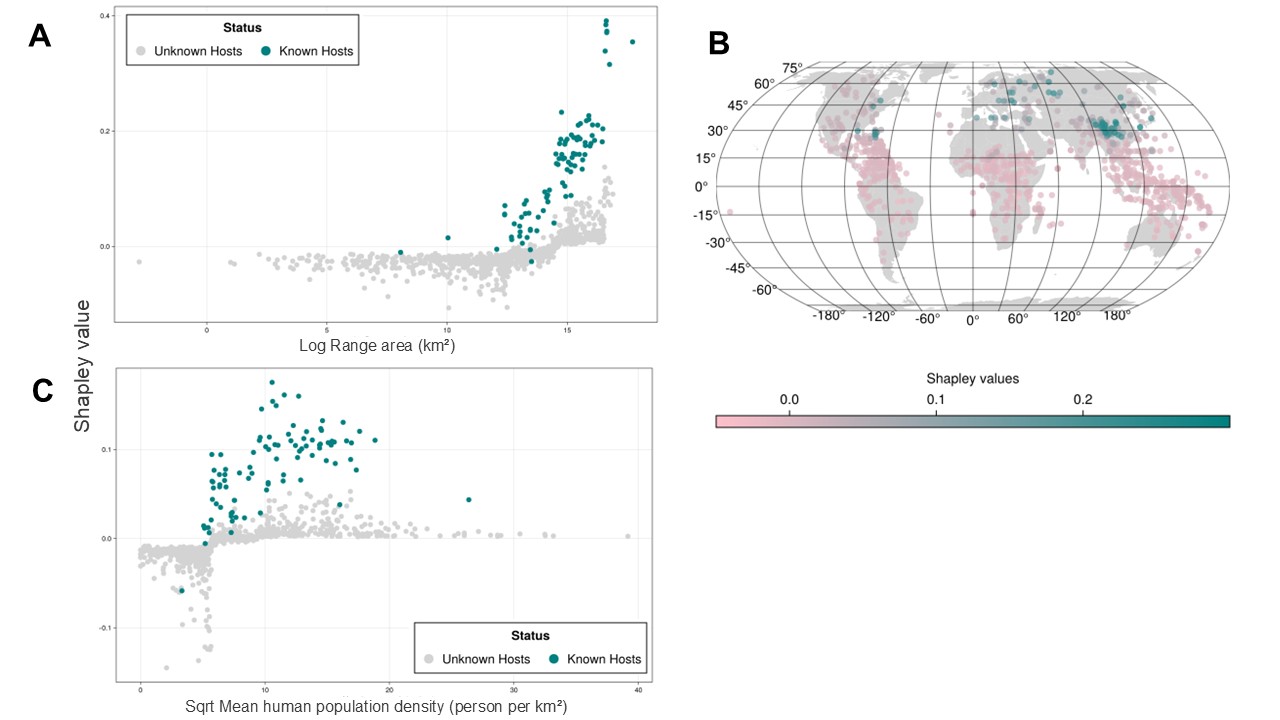 A
Status
Unknown Hosts Known Hosts
0.4
0.2
0.0
0 5 10 15
Log Range area (km²)
Shapley value
B
75°
60°
45°
30°
15°
0°
-15°
-30°
-45°
-60°
-180° -120° -60° 0° 60° 120° 180°
Shapley values
0.0 0.1 0.2
C
0.1
0.0
-0.1
Status
Unknown Hosts Known Hosts
0 10 20 30 40
Sqrt Mean human population density (person per km²)